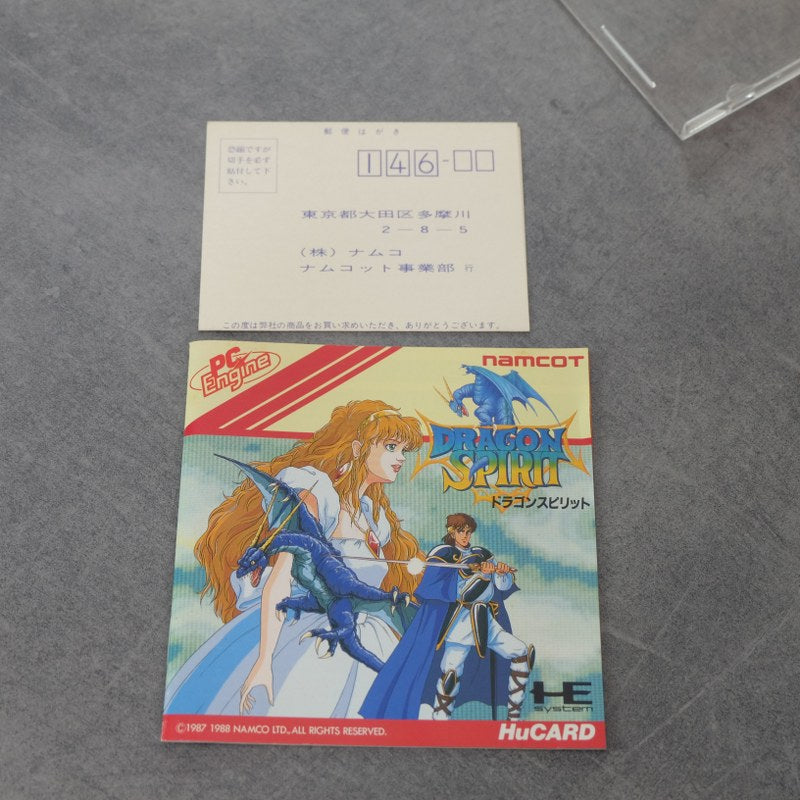 郵便はがき
切手を必ず
貼付して下
さい。
146-
東京都大田区多摩川
2-8-5
(株)ナムコ
ナムコット事業部 行
この度は弊社の商品をお買い求めいただき、ありがとうございます。
PC Engine
namcoT
DRAGON
SPIRIT
ドラゴンスピリット
HE
system
©1987 1988 NAMCO LTD., ALL RIGHTS RESERVED.
HuCARD